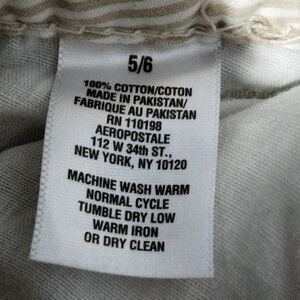 5/6
100% COTTON/COTON
MADE IN PAKISTAN/
FABRIQUE AU PAKISTAN
RN 110198
AEROPOSTALE
112 W 34th ST.,
NEW YORK, NY 10120
MACHINE WASH WARM
NORMAL CYCLE
TUMBLE DRY LOW
WARM IRON
OR DRY CLEAN